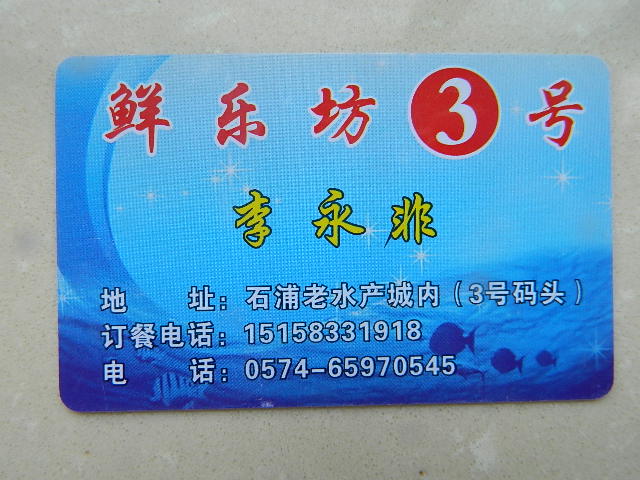 鲜乐坊3号
李永非
地 址：石浦老水产城内（3号码头）
订餐电话：15158331918
电 话：0574-65970545